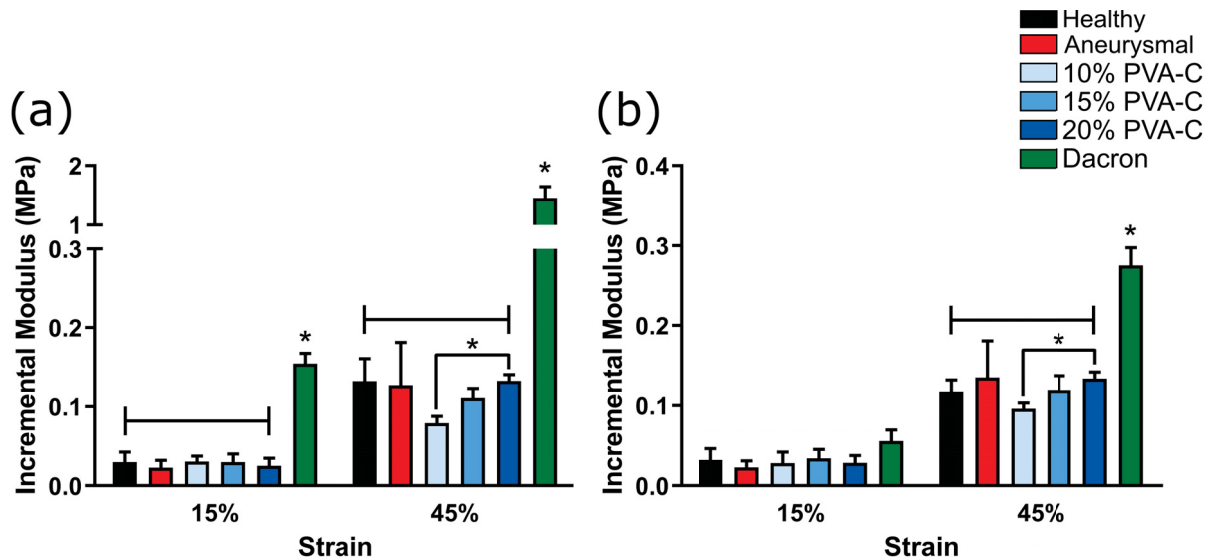 Healthy
Aneurysmal
10% PVA-C
15% PVA-C
20% PVA-C
Dacron
(a)
Incremental Modulus (MPa)
2
1
0.3
0.2
0.1
0.0
*
*
*
15%
45%
Strain
(b)
Incremental Modulus (MPa)
0.4
0.3
0.2
0.1
0.0
*
*
15%
45%
Strain